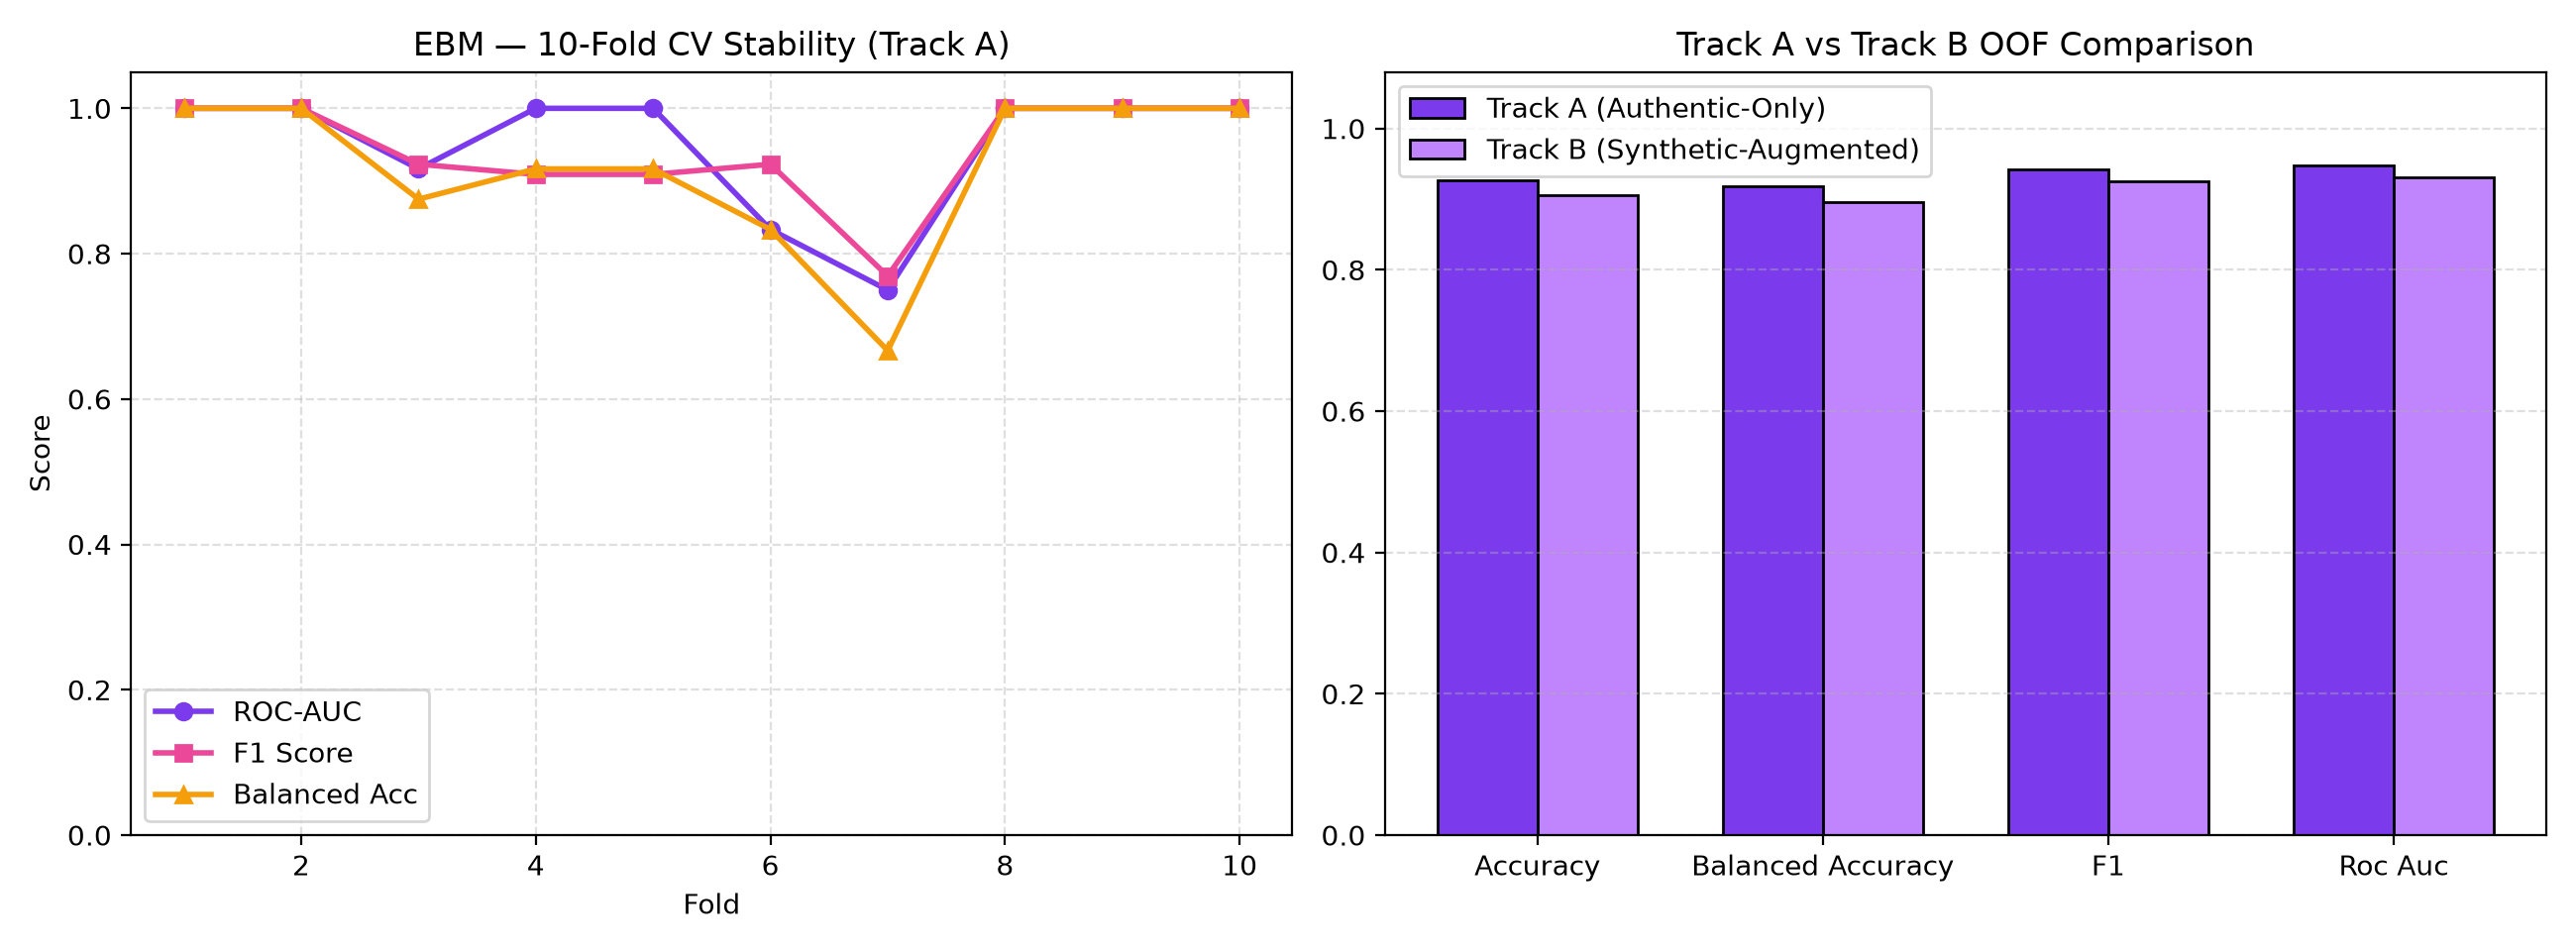 EBM — 10-Fold CV Stability (Track A)
1.0
0.8
0.6
0.4
0.2
0.0
Score
ROC-AUC
F1 Score
Balanced Acc
2 4 6 8 10
Fold
Track A vs Track B OOF Comparison
Track A (Authentic-Only)
Track B (Synthetic-Augmented)
1.0
0.8
0.6
0.4
0.2
0.0
Accuracy Balanced Accuracy F1 Roc Auc